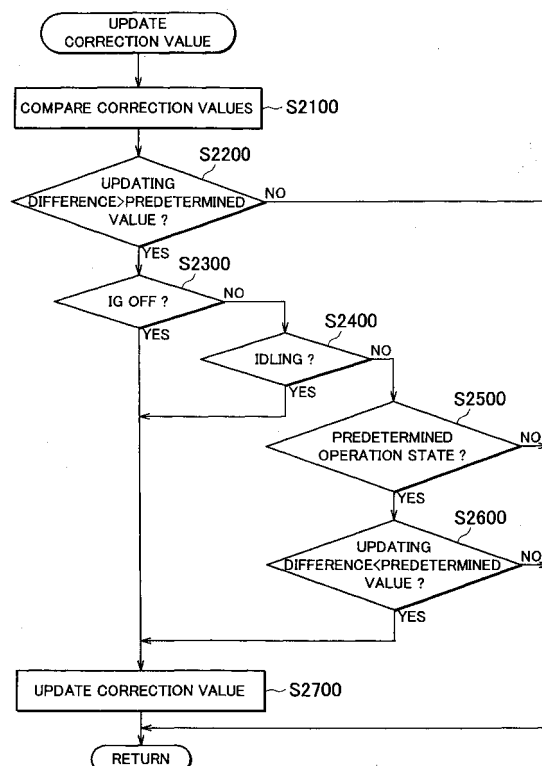 UPDATE
CORRECTION VALUE
COMPARE CORRECTION VALUES
S2100
S2200
UPDATING
DIFFERENCE>PREDETERMINED
VALUE ?
NO
YES
S2300
IG OFF ?
NO
YES
S2400
IDLING ?
NO
YES
S2500
PREDETERMINED
OPERATION STATE ?
NO
YES
S2600
UPDATING
DIFFERENCE<PREDETERMINED
VALUE ?
NO
YES
UPDATE CORRECTION VALUE
S2700
RETURN